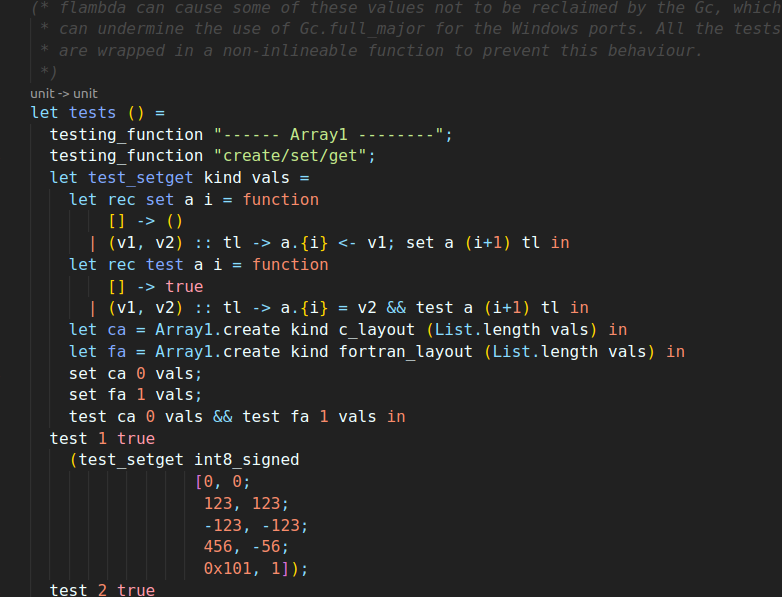 (* flambda can cause some of these values not to be reclaimed by the Gc, which
* can undermine the use of Gc.full_major for the Windows ports. All the tests
* are wrapped in a non-inlineable function to prevent this behaviour.
*)
unit -> unit
let tests () =
testing_function "------ Array1 --------";
testing_function "create/set/get";
let test_setget kind vals =
let rec set a i = function
[] -> ()
| (v1, v2) :: tl -> a.{i} <- v1; set a (i+1) tl in
let rec test a i = function
[] -> true
| (v1, v2) :: tl -> a.{i} = v2 && test a (i+1) tl in
let ca = Array1.create kind c_layout (List.length vals) in
let fa = Array1.create kind fortran_layout (List.length vals) in
set ca 0 vals;
set fa 1 vals;
test ca 0 vals && test fa 1 vals in
test 1 true
(test_setget int8_signed
[0, 0;
123, 123;
-123, -123;
456, -56;
0x101, 1]);
test 2 true